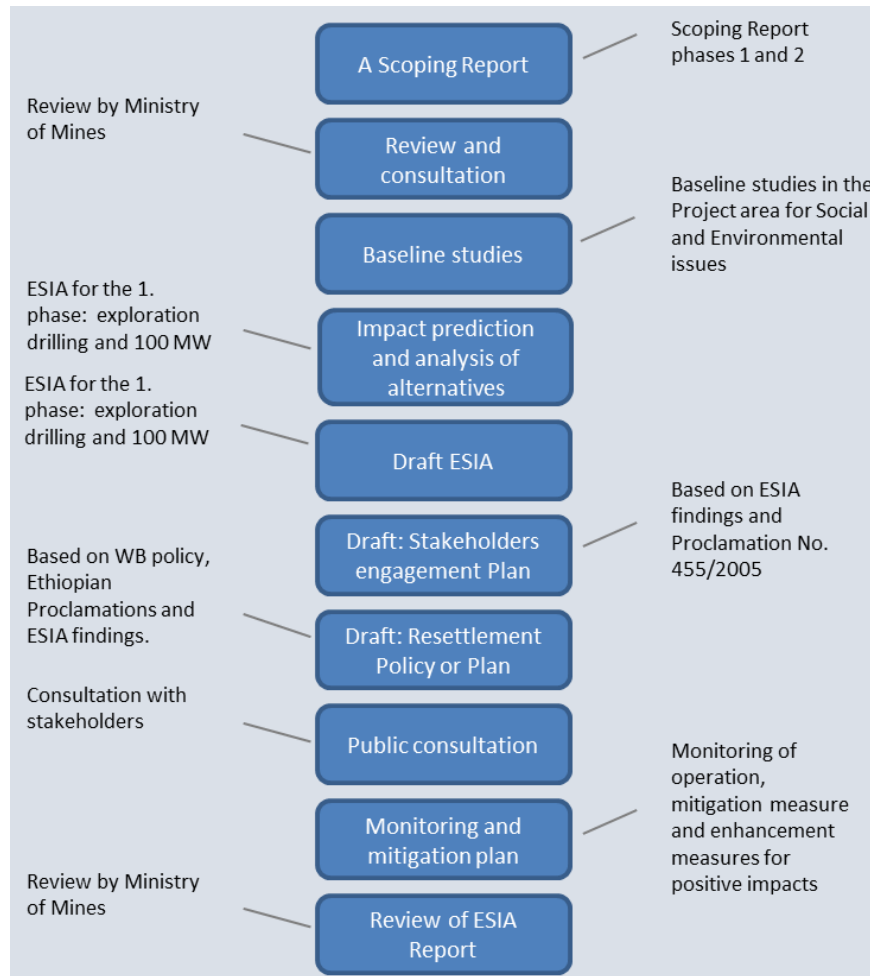 Scoping Report
phases 1 and 2
A Scoping Report
Review by Ministry
of Mines
Review and
consultation
Baseline studies in the
Project area for Social
and Environmental
issues
Baseline studies
ESIA for the 1.
phase: exploration
drilling and 100 MW
Impact prediction
and analysis of
alternatives
ESIA for the 1.
phase: exploration
drilling and 100 MW
Draft ESIA
Based on ESIA
findings and
Proclamation No.
455/2005
Draft: Stakeholders
engagement Plan
Based on WB policy,
Ethiopian
Proclamations and
ESIA findings.
Draft: Resettlement
Policy or Plan
Consultation with
stakeholders
Public consultation
Monitoring of
operation,
mitigation measure
and enhancement
measures for
positive impacts
Monitoring and
mitigation plan
Review by Ministry
of Mines
Review of ESIA
Report